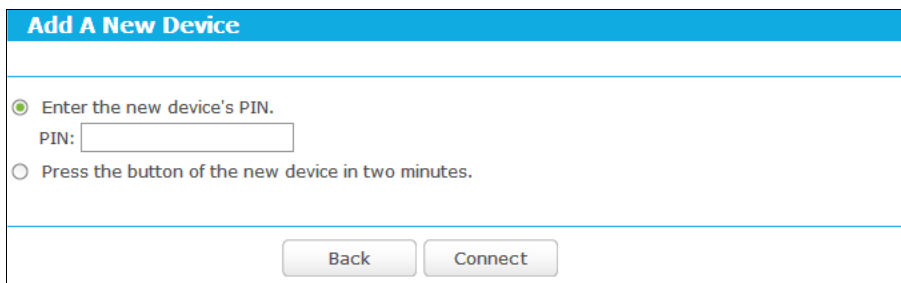 Add A New Device
Enter the new device's PIN.
PIN:
Press the button of the new device in two minutes.
Back Connect